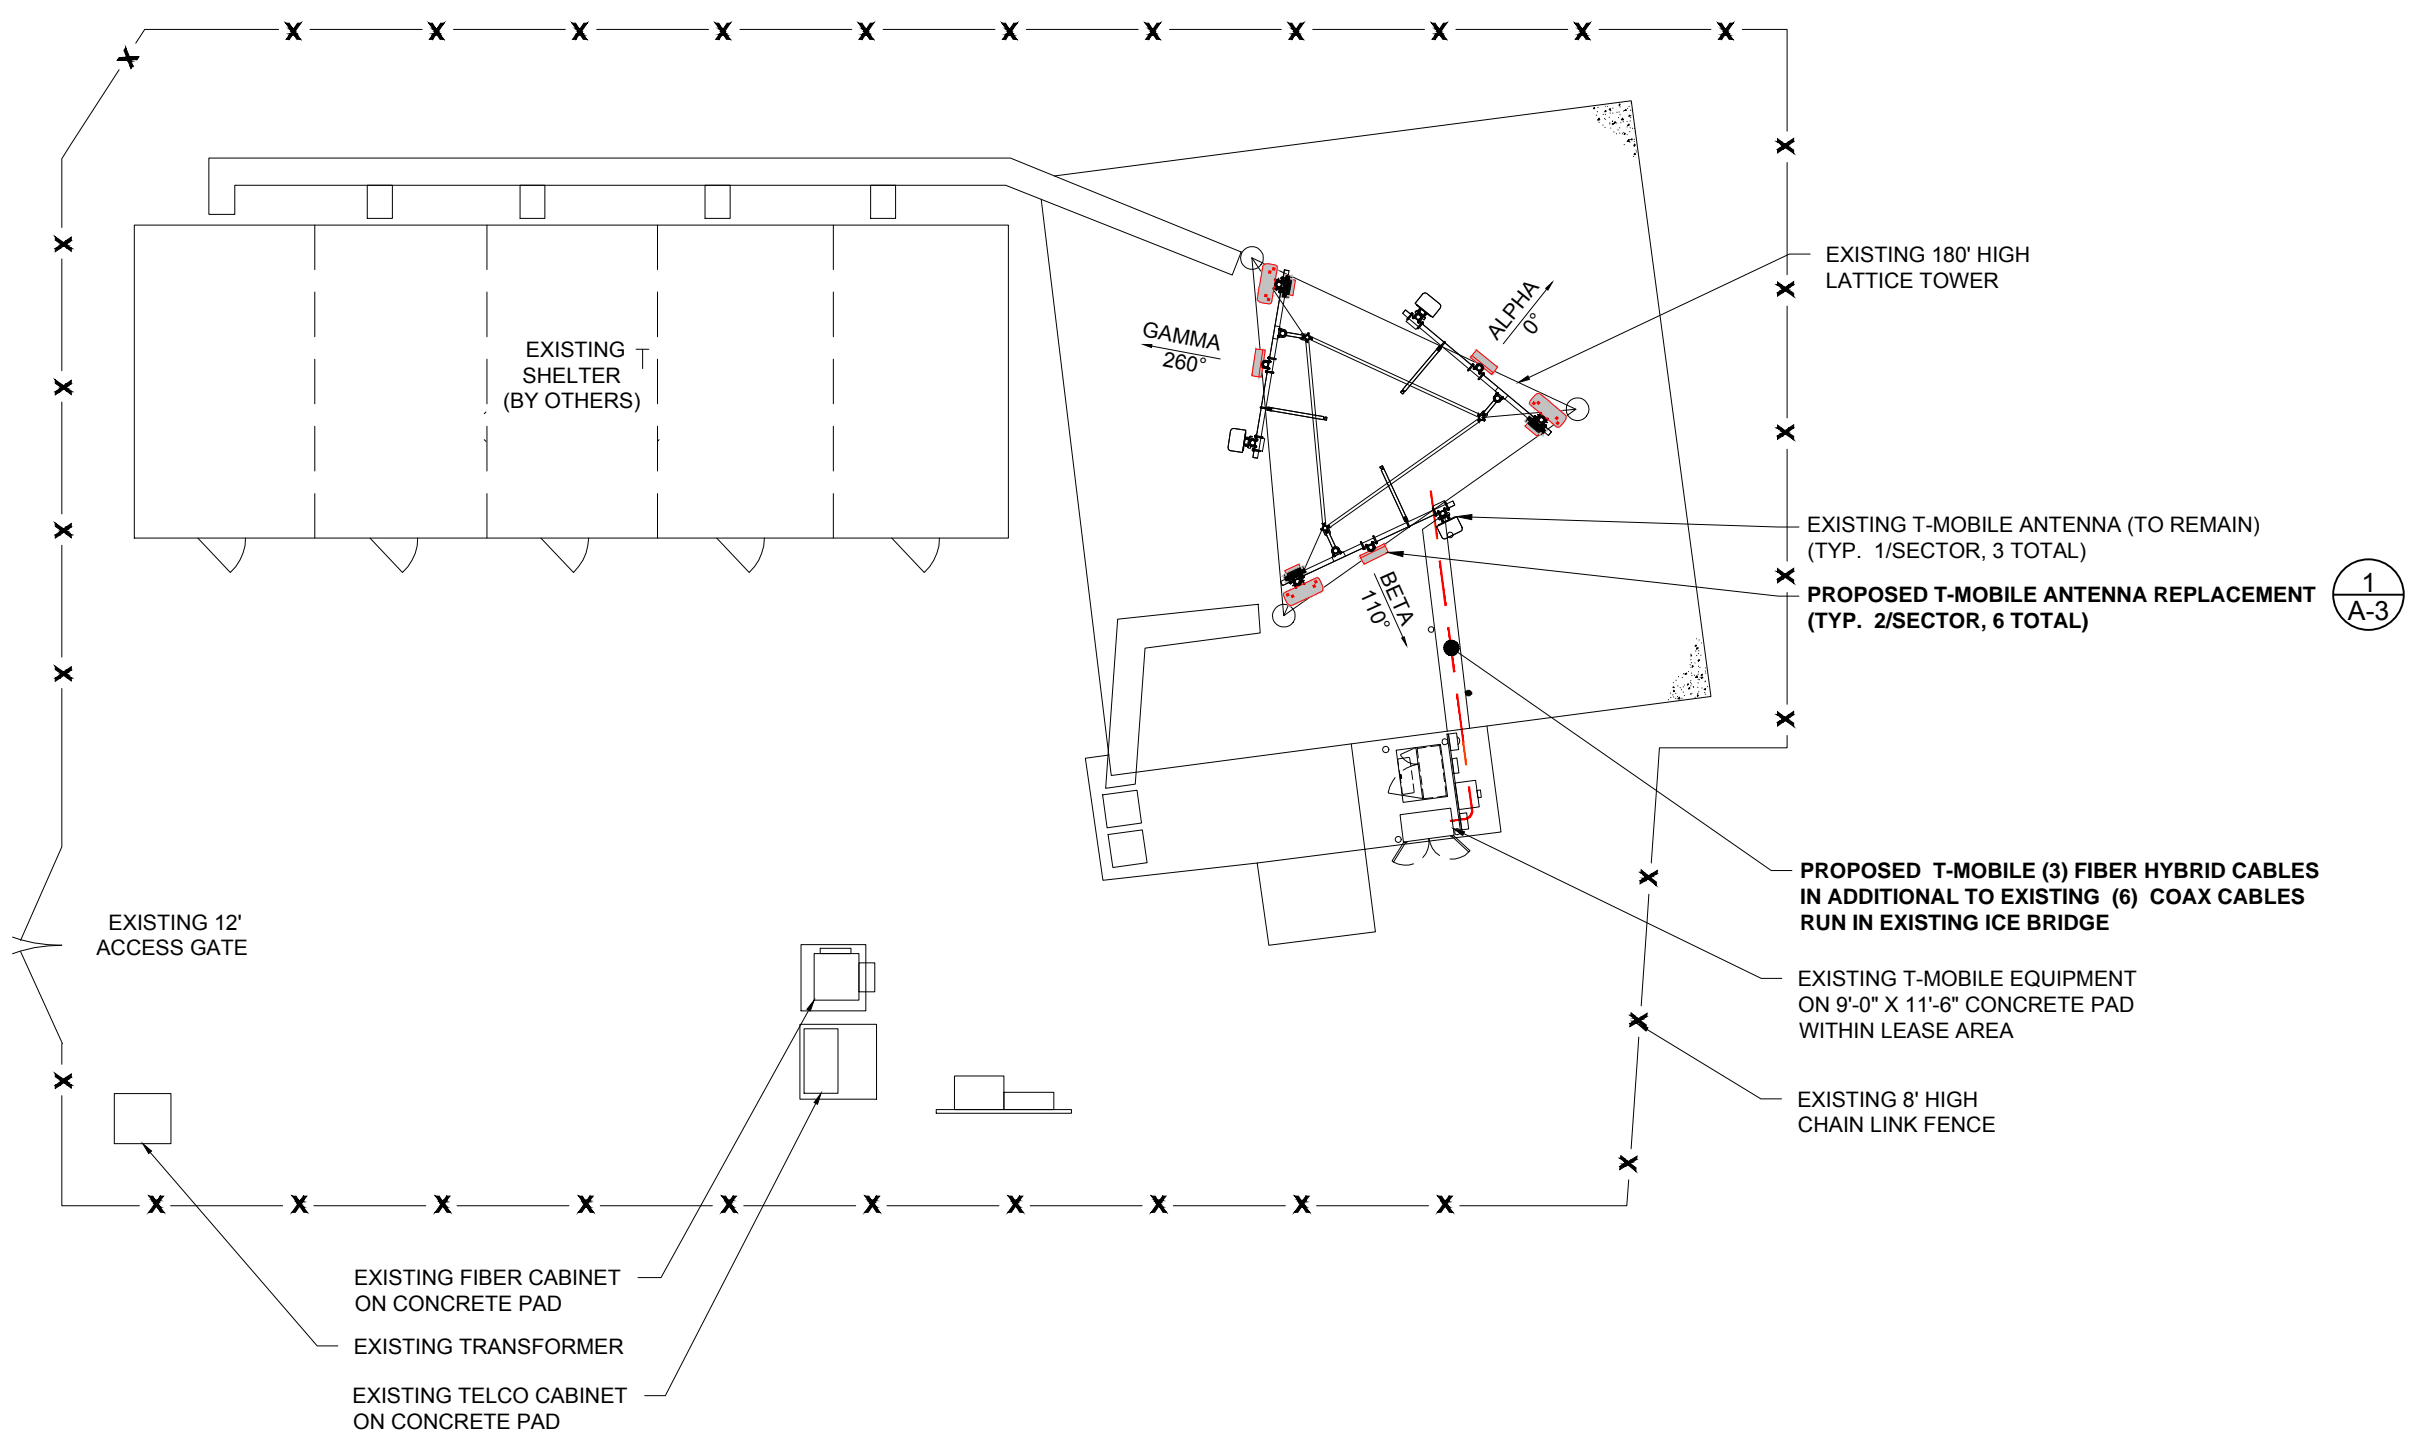 EXISTING 180' HIGH
LATTICE TOWER
ALPHA
0°
GAMMA
260°
EXISTING
SHELTER
(BY OTHERS)
EXISTING T-MOBILE ANTENNA (TO REMAIN)
(TYP. 1/SECTOR, 3 TOTAL)
PROPOSED T-MOBILE ANTENNA REPLACEMENT
(TYP. 2/SECTOR, 6 TOTAL)
1
A-3
BETA
110°
PROPOSED T-MOBILE (3) FIBER HYBRID CABLES
IN ADDITIONAL TO EXISTING (6) COAX CABLES
RUN IN EXISTING ICE BRIDGE
EXISTING 12'
ACCESS GATE
EXISTING T-MOBILE EQUIPMENT
ON 9'-0" X 11'-6" CONCRETE PAD
WITHIN LEASE AREA
EXISTING 8' HIGH
CHAIN LINK FENCE
EXISTING FIBER CABINET
ON CONCRETE PAD
EXISTING TRANSFORMER
EXISTING TELCO CABINET
ON CONCRETE PAD